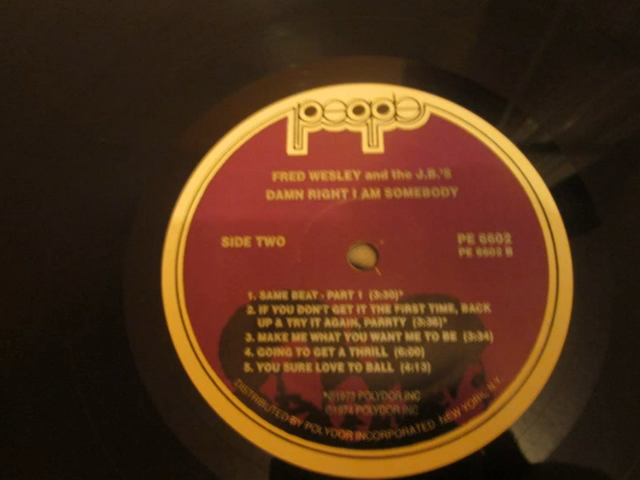 people
FRED WESLEY and the J.B.'S
DAMN RIGHT I AM SOMEBODY
SIDE TWO
PE 6602
PE 6602 B
1. SAME BEAT - PART 1 (3:30)*
2. IF YOU DON'T GET IT THE FIRST TIME, BACK
UP & TRY IT AGAIN, PARRTY (3:36)*
3. MAKE ME WHAT YOU WANT ME TO BE (3:34)
4. GOING TO GET A THRILL (6:00)
5. YOU SURE LOVE TO BALL (4:13)
*℗1973 POLYDOR INC
℗1974 POLYDOR INC
DISTRIBUTED BY POLYDOR INCORPORATED NEW YORK, N.Y.